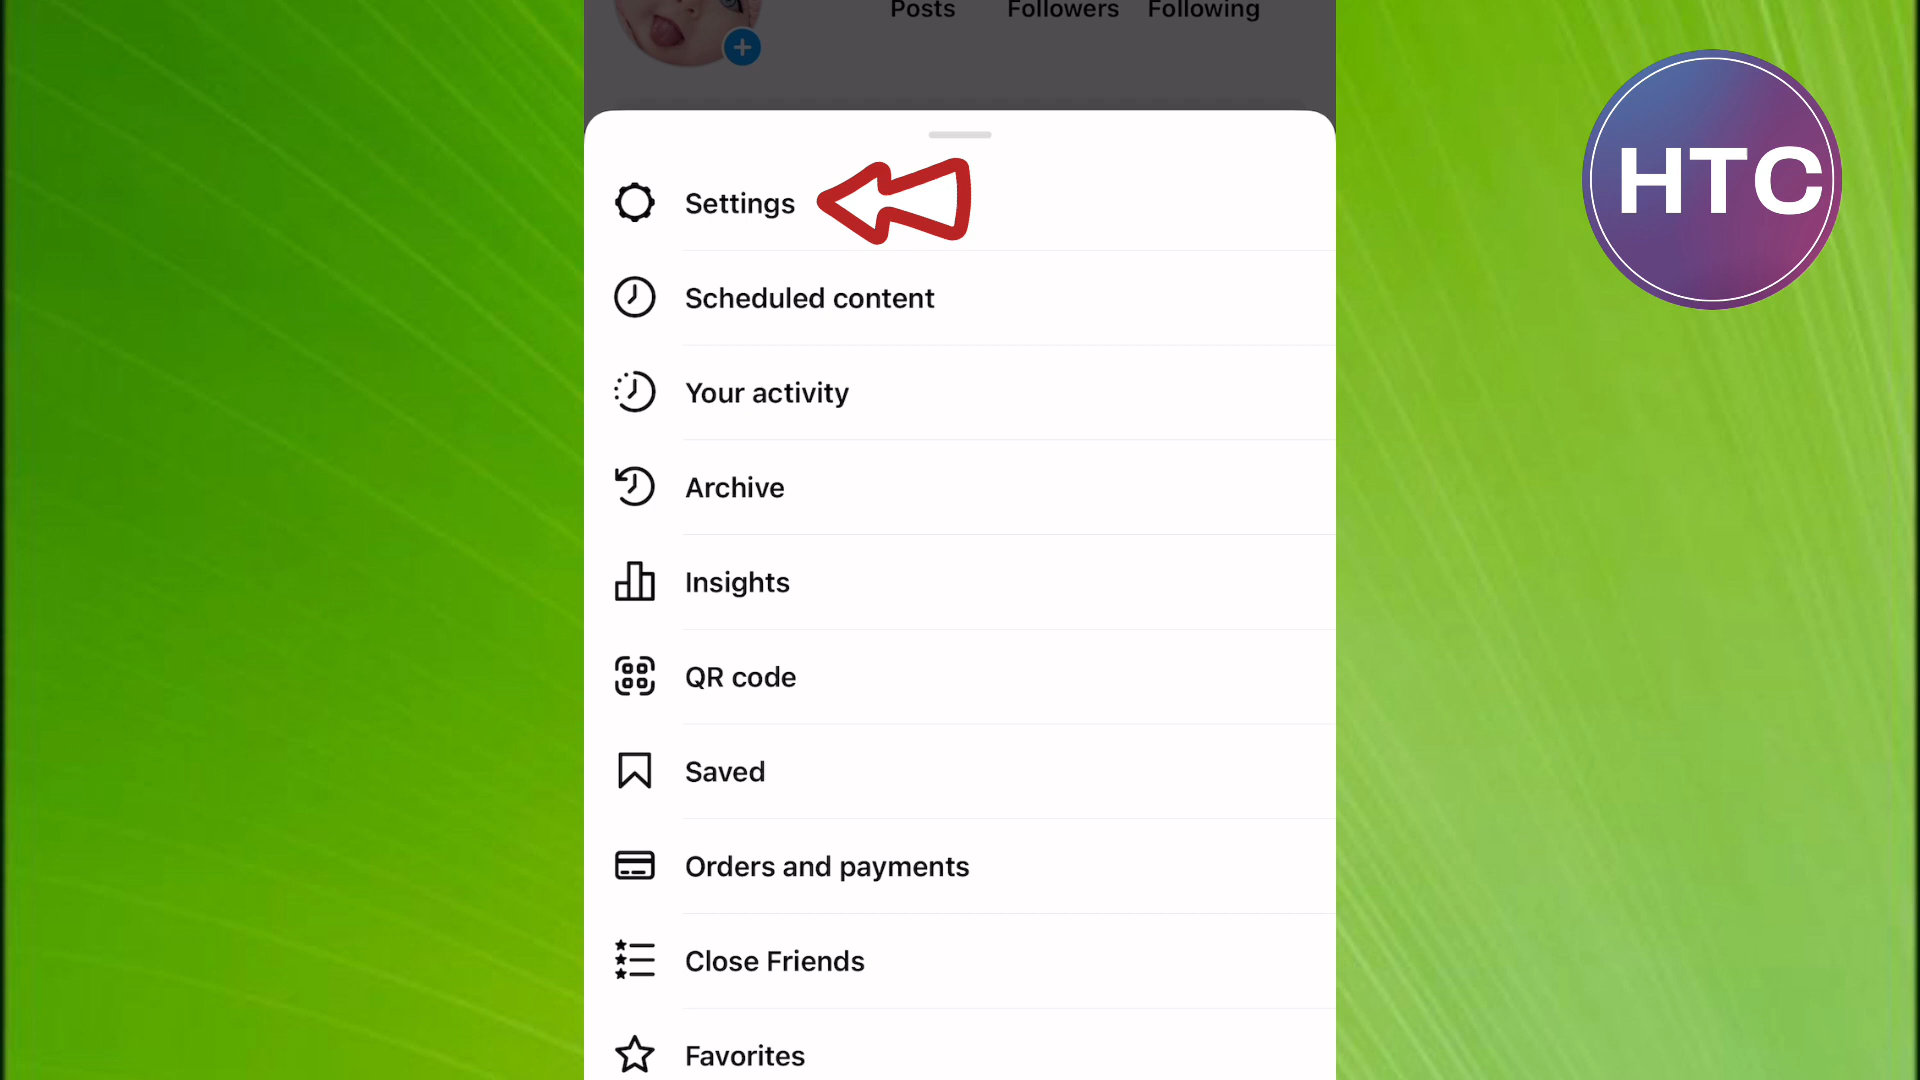 Posts Followers Following
HTC
Settings
Scheduled content
Your activity
Archive
Insights
QR code
Saved
Orders and payments
Close Friends
Favorites